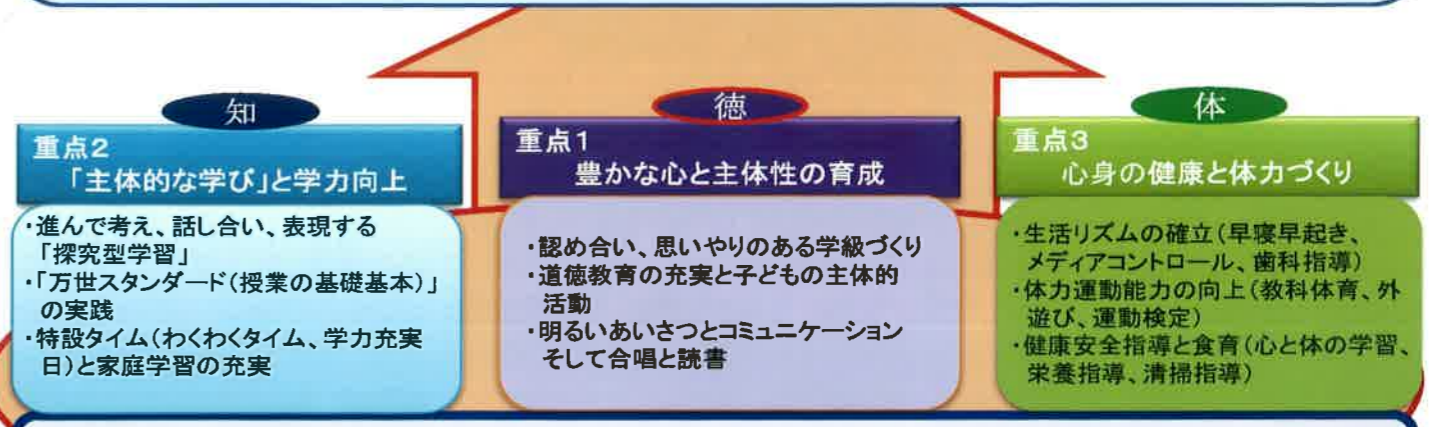 知
重点2
「主体的な学び」と学力向上
・進んで考え、話し合い、表現する
「探究型学習」
・「万世スタンダード(授業の基礎基本)」
の実践
・特設タイム(わくわくタイム、学力充実
日)と家庭学習の充実
徳
重点1
豊かな心と主体性の育成
・認め合い、思いやりのある学級づくり
・道徳教育の充実と子どもの主体的
活動
・明るいあいさつとコミュニケーション
そして合唱と読書
体
重点3
心身の健康と体力づくり
・生活リズムの確立(早寝早起き、
メディアコントロール、歯科指導)
・体力運動能力の向上(教科体育、外
遊び、運動検定)
・健康安全指導と食育(心と体の学習、
栄養指導、清掃指導)